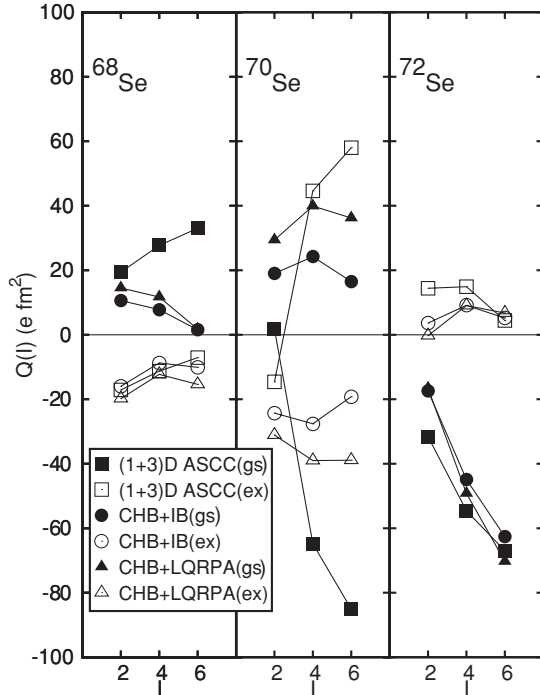 100
80
60
40
20
0
-20
-40
-60
-80
-100
Q(I) (e fm²)
⁶⁸Se
⁷⁰Se
⁷²Se
(1+3)D ASCC(gs)
(1+3)D ASCC(ex)
CHB+IB(gs)
CHB+IB(ex)
CHB+LQRPA(gs)
CHB+LQRPA(ex)
2 4 6
2 4 6
2 4 6
I
I
I